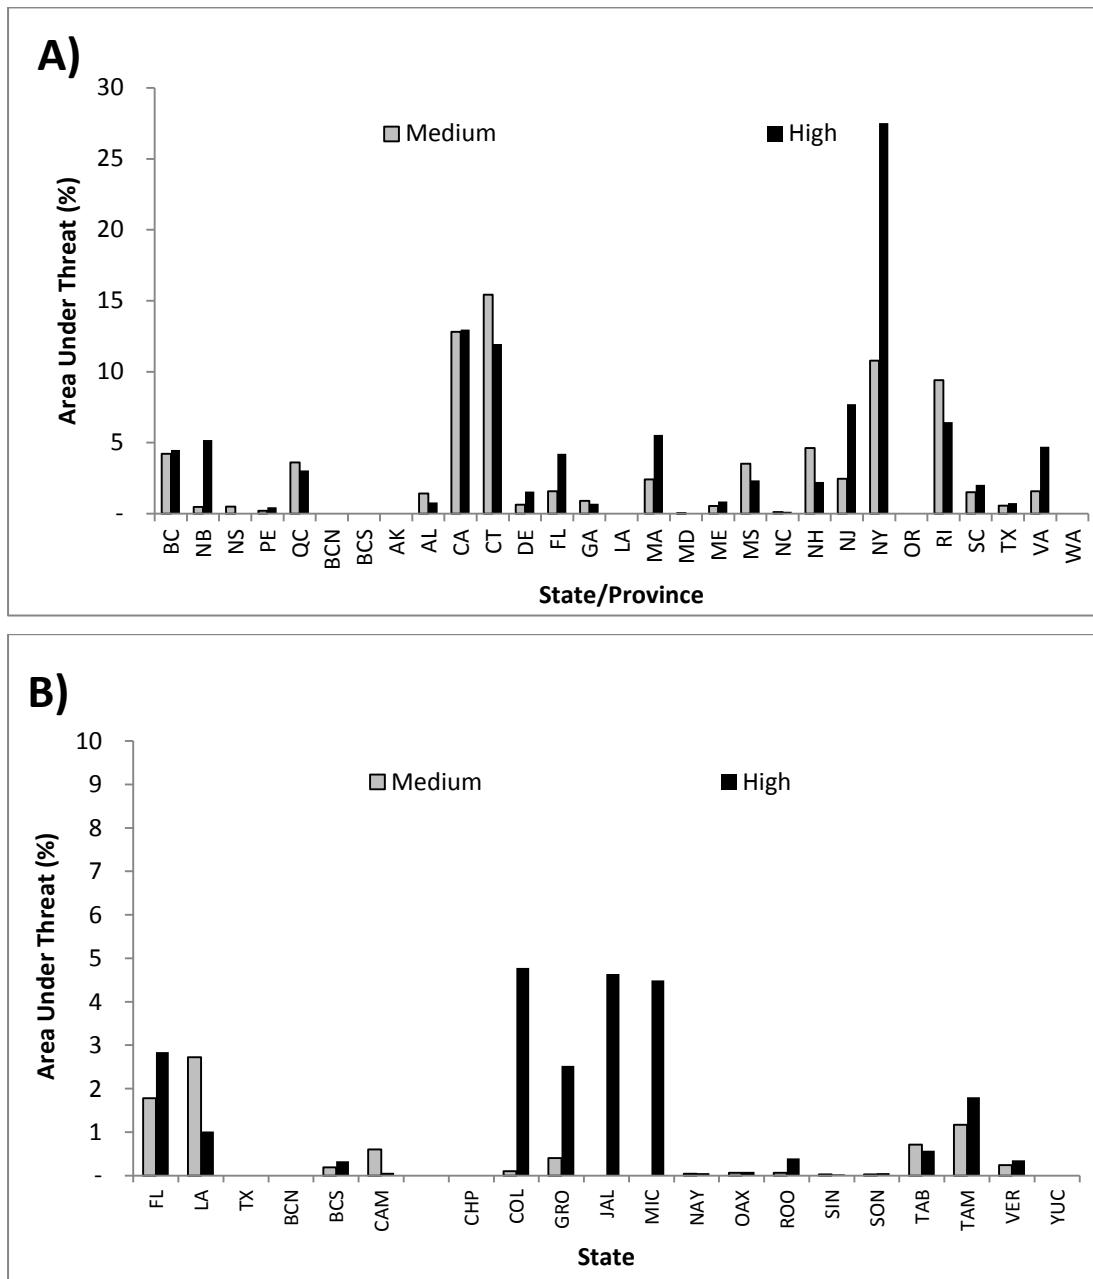 A)
30
25
20
15
10
5
-
Area Under Threat (%)
Medium High
BC NB NS PE QC BCN BCS AK AL CA CT DE FL GA LA MA MD ME MS NC NH NJ NY OR RI SC TX VA WA
State/Province
B)
10
9
8
7
6
5
4
3
2
1
-
Area Under Threat (%)
Medium High
FL LA TX BCN BCS CAM CHP COL GRO JAL MIC NAY OAX ROO SIN SON TAB TAM VER YUC
State